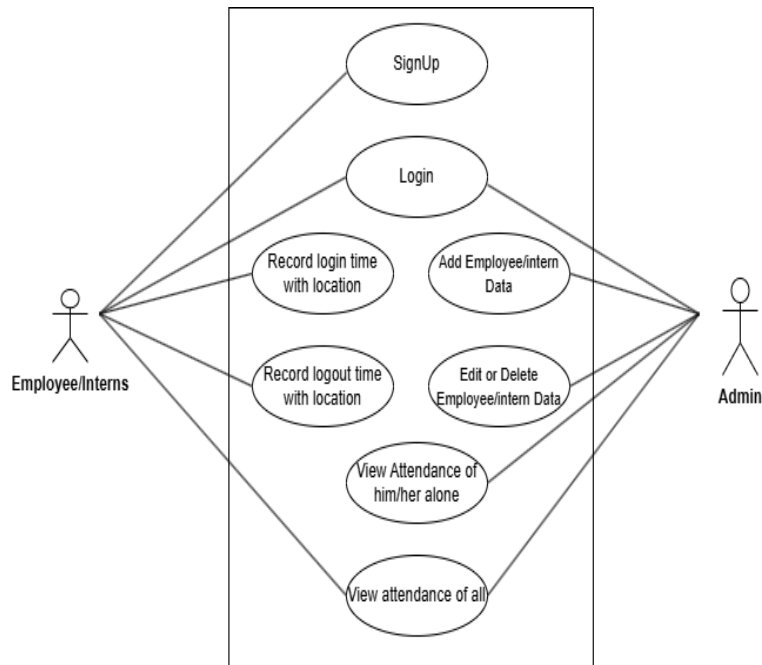 SignUp
Login
Record login time
with location
Add Employee/intern
Data
Employee/Interns
Record logout time
with location
Edit or Delete
Employee/intern Data
Admin
View Attendance of
him/her alone
View attendance of all